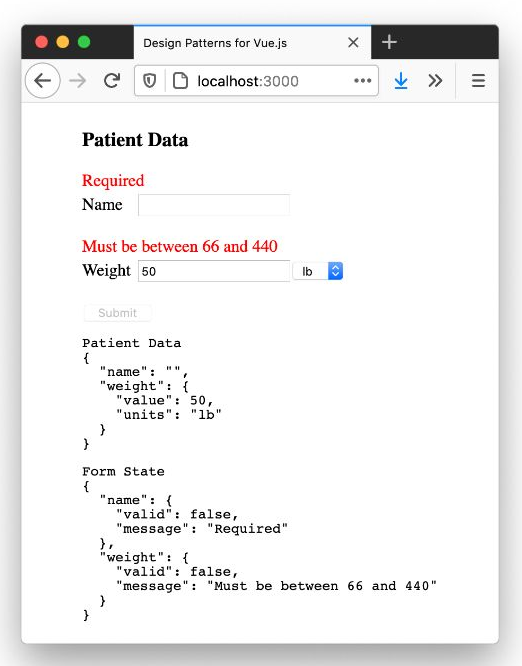 Design Patterns for Vue.js
localhost:3000
Patient Data
Required
Name
Must be between 66 and 440
Weight 50 lb
Submit
Patient Data
{
  "name": "",
  "weight": {
    "value": 50,
    "units": "lb"
  }
}
Form State
{
  "name": {
    "valid": false,
    "message": "Required"
  },
  "weight": {
    "valid": false,
    "message": "Must be between 66 and 440"
  }
}